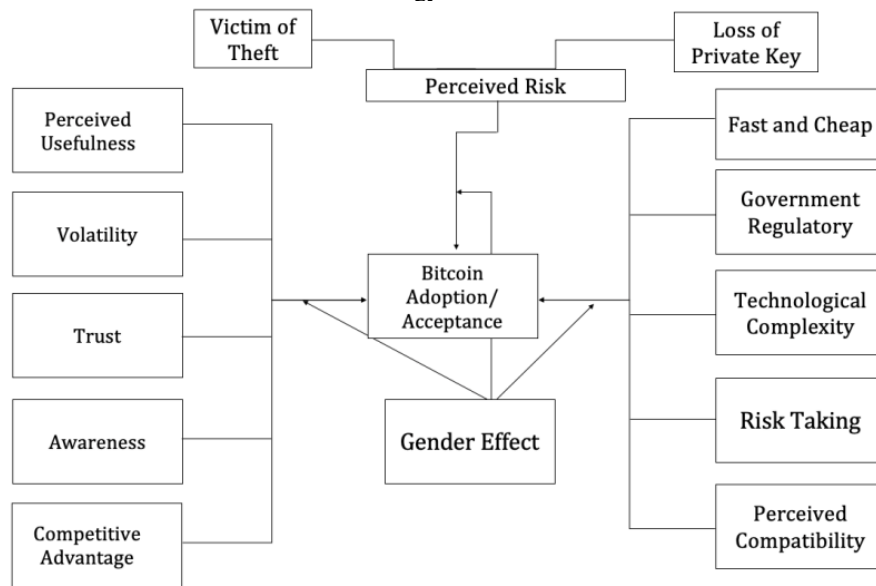 Victim of
Theft
Loss of
Private Key
Perceived Risk
Perceived
Usefulness
Fast and Cheap
Volatility
Government
Regulatory
Bitcoin
Adoption/
Acceptance
Trust
Technological
Complexity
Awareness
Gender Effect
Risk Taking
Competitive
Advantage
Perceived
Compatibility